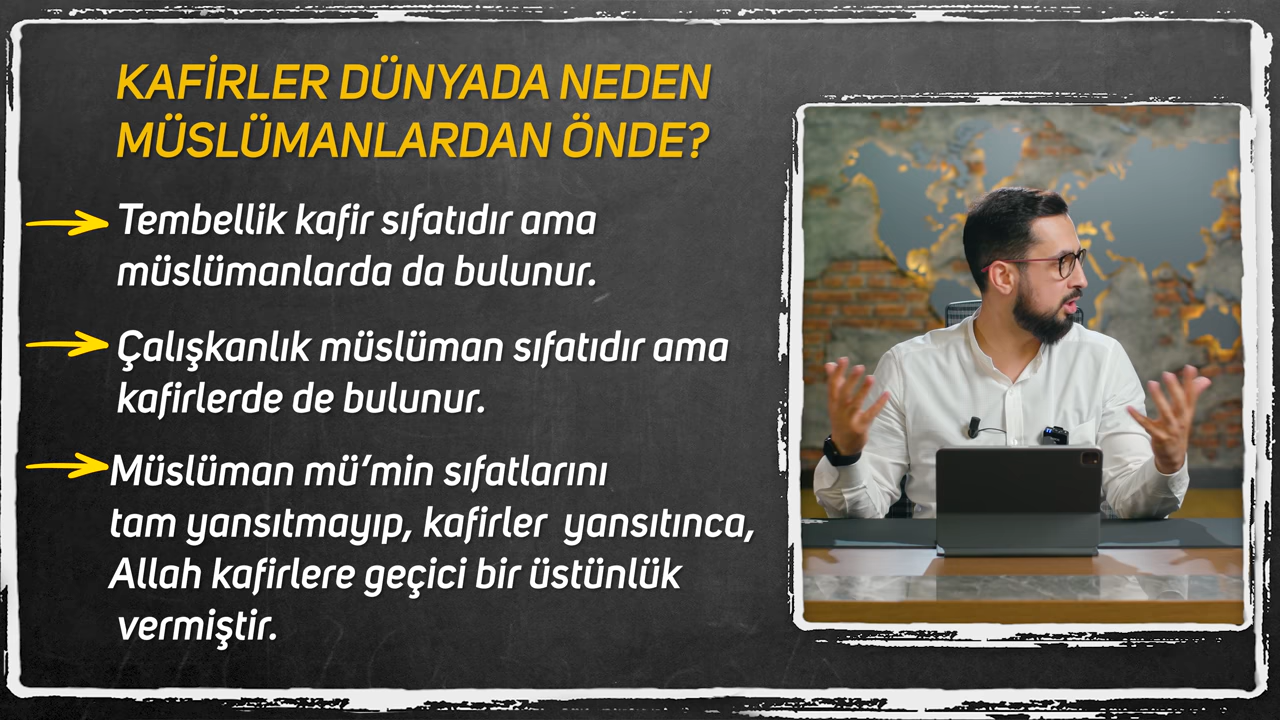 KAFİRLER DÜNYADA NEDEN
MÜSLÜMANLARDAN ÖNDE?
Tembellik kafir sıfatıdır ama
müslümanlarda da bulunur.
Çalışkanlık müslüman sıfatıdır ama
kafirlerde de bulunur.
Müslüman mü’min sıfatlarını
tam yansıtmayıp, kafirler yansıtınca,
Allah kafirlere geçici bir üstünlük
vermiştir.